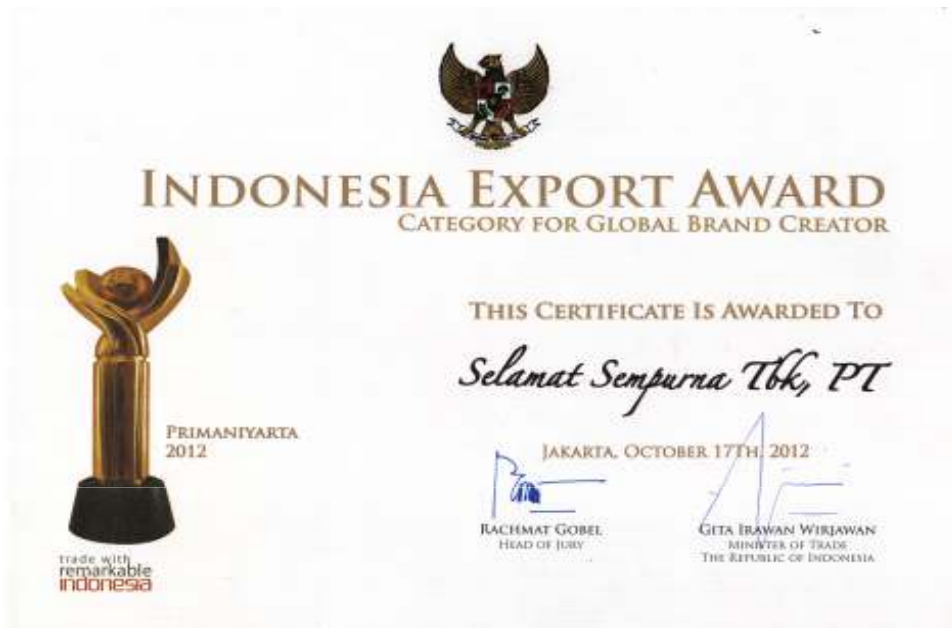 INDONESIA EXPORT AWARD
CATEGORY FOR GLOBAL BRAND CREATOR
THIS CERTIFICATE IS AWARDED TO
Selamat Sempurna Tbk, PT
PRIMANIYARTA
2012
JAKARTA, OCTOBER 17TH, 2012
RACHMAT GOBEL
HEAD OF JURY
GITA IRAWAN WIRJAWAN
MINISTER OF TRADE
THE REPUBLIC OF INDONESIA
trade with
remarkable
indonesia